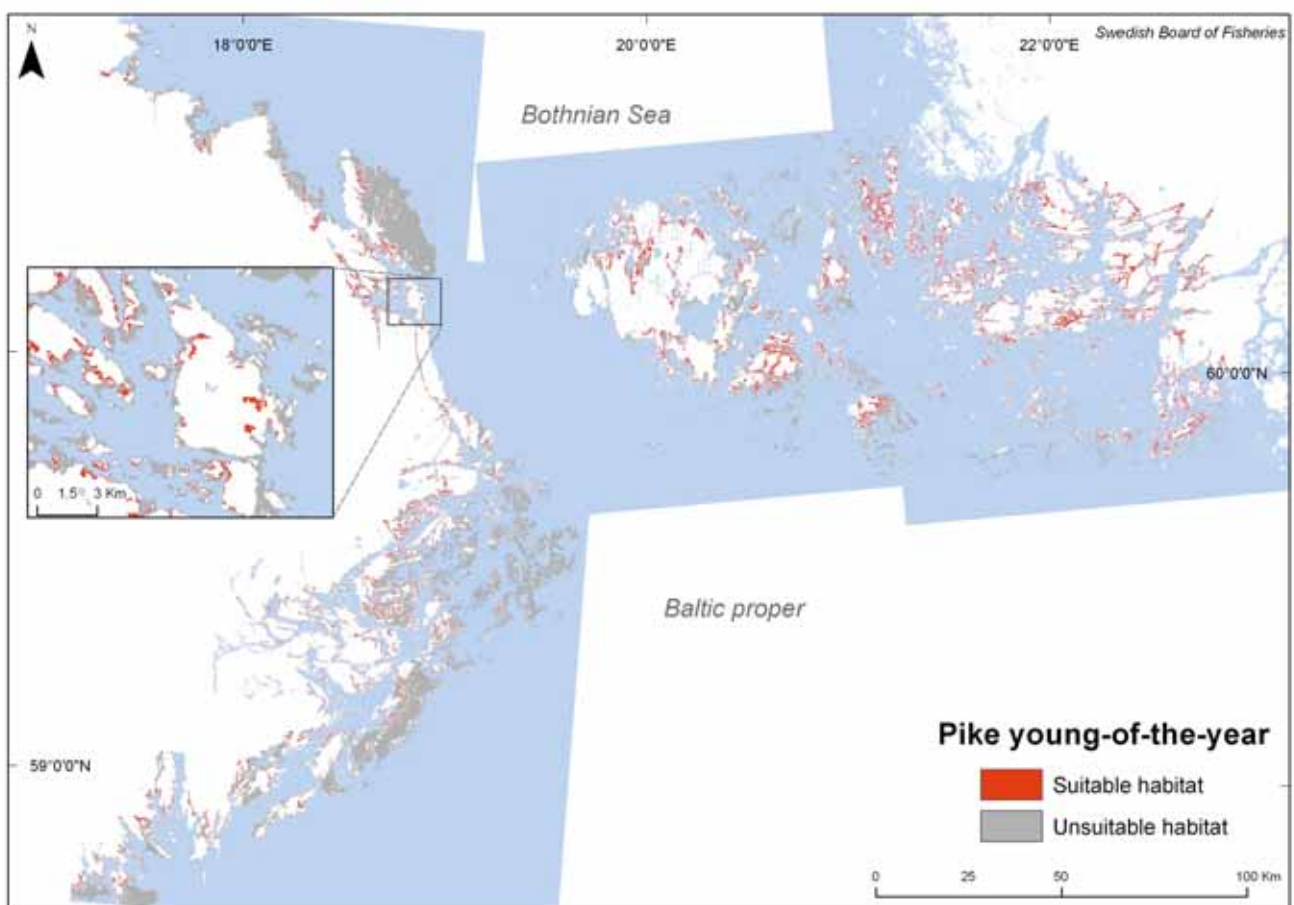 N
18°0'0"E
20°0'0"E
22°0'0"E
Swedish Board of Fisheries
Bothnian Sea
60°0'0"N
0 1.5 3 Km
Baltic proper
Pike young-of-the-year
59°0'0"N
Suitable habitat
Unsuitable habitat
0 25 50 100 Km